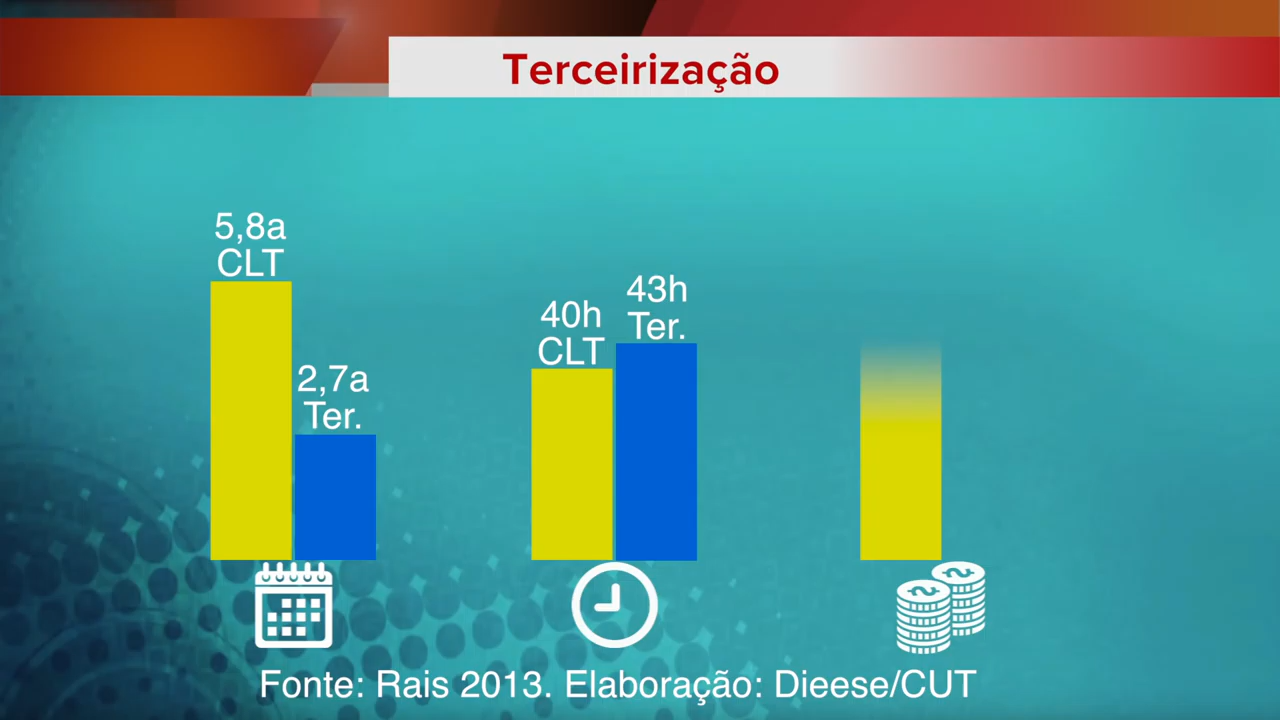 Terceirização
5,8a
CLT
2,7a
Ter.
40h
CLT
43h
Ter.
Fonte: Rais 2013. Elaboração: Dieese/CUT